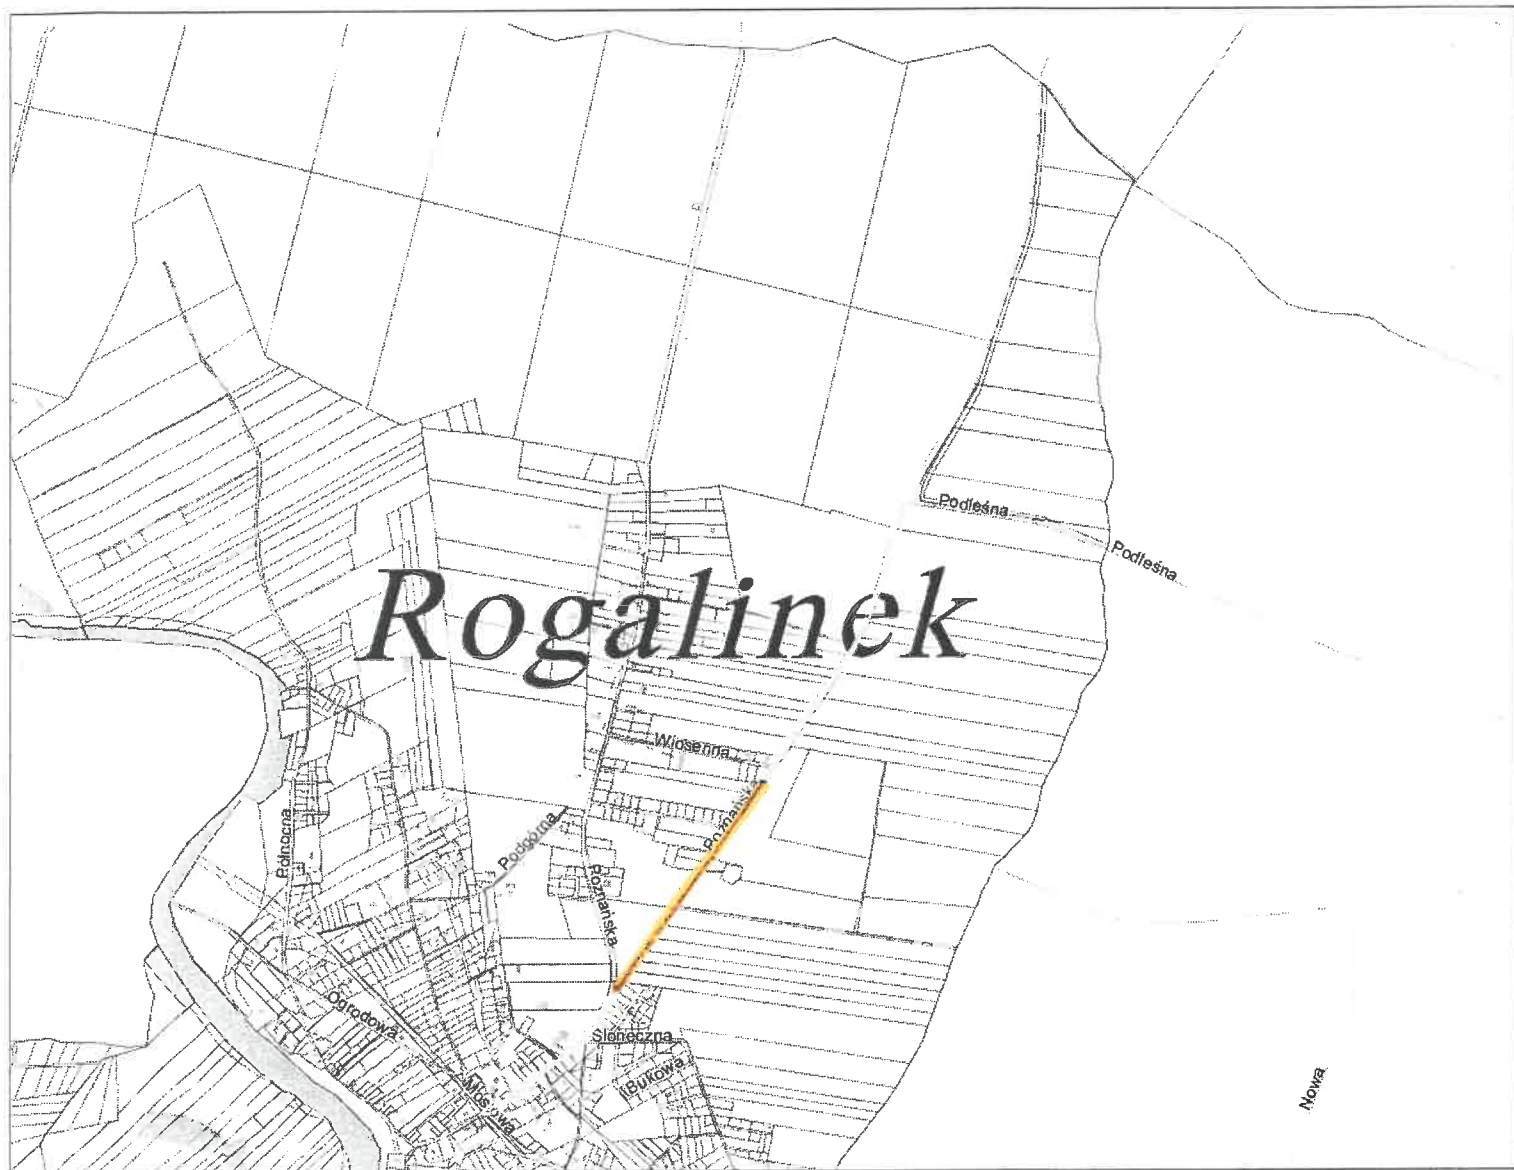 Podleśna
Podleśna
Rogalinek
Wiosenna
Poznańska
Podgórna
Północna
Poznańska
Ogrodowa
Słoneczna
Bukowa
Mostowa
Nowa